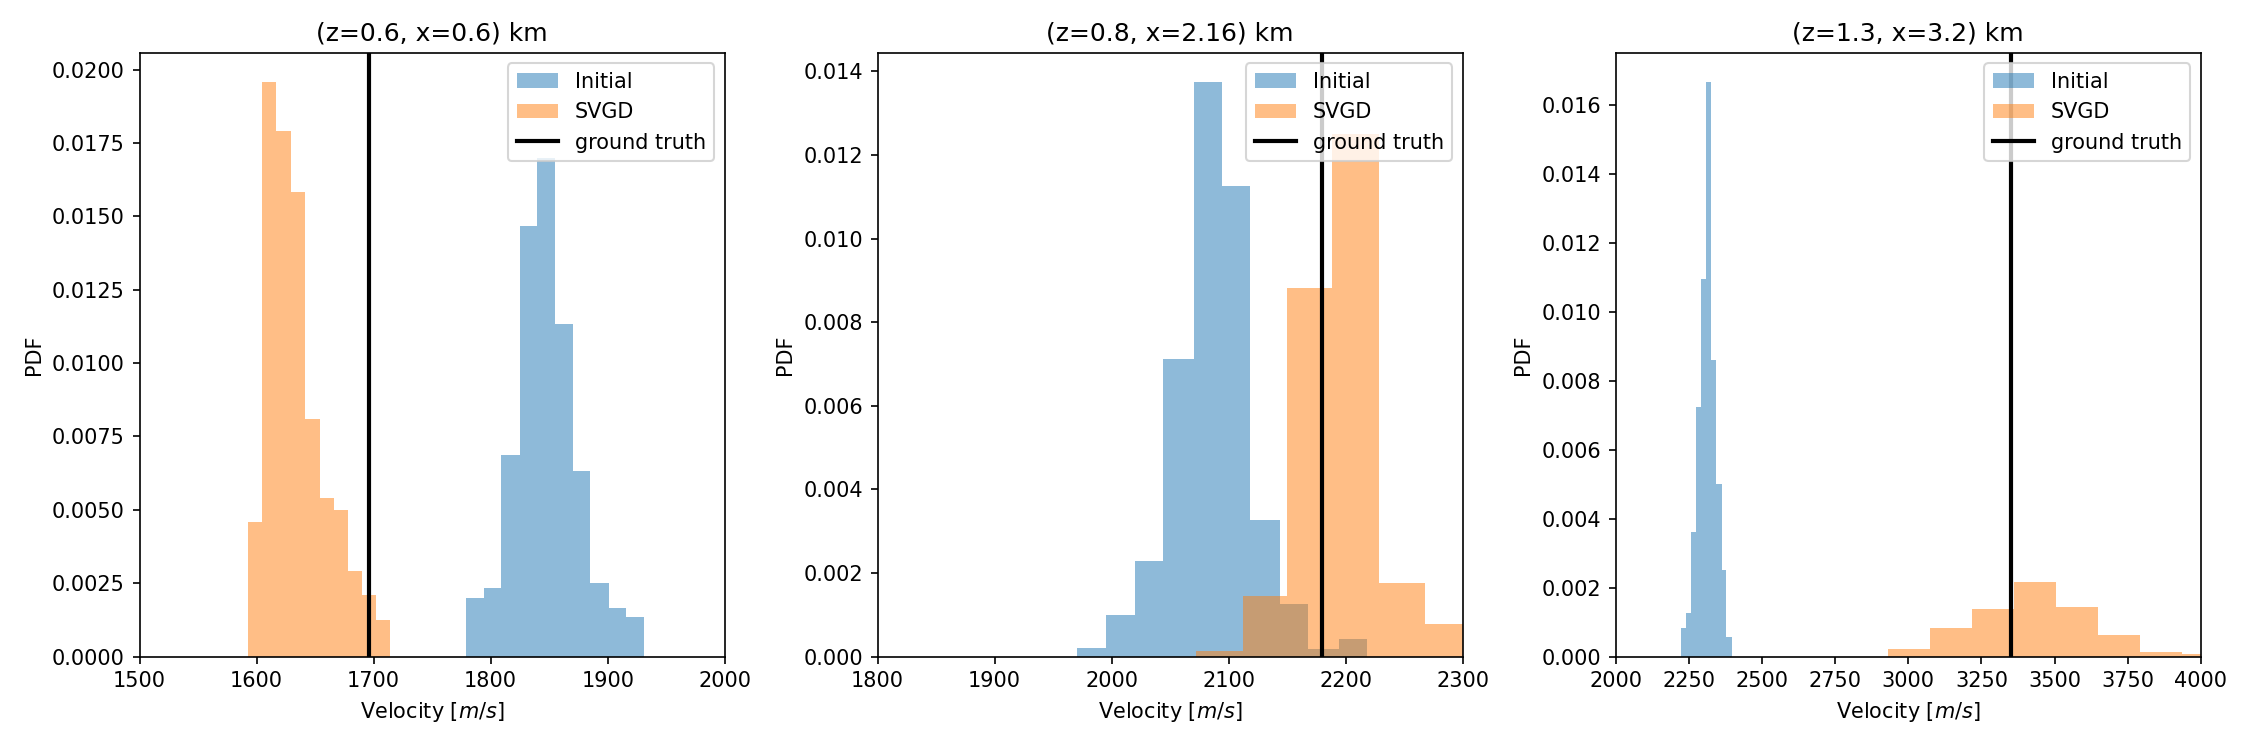 (z=0.6, x=0.6) km
PDF
0.0200
0.0175
0.0150
0.0125
0.0100
0.0075
0.0050
0.0025
0.0000
Initial
SVGD
ground truth
1500 1600 1700 1800 1900 2000
Velocity [m/s]
(z=0.8, x=2.16) km
PDF
0.014
0.012
0.010
0.008
0.006
0.004
0.002
0.000
Initial
SVGD
ground truth
1800 1900 2000 2100 2200 2300
Velocity [m/s]
(z=1.3, x=3.2) km
PDF
0.016
0.014
0.012
0.010
0.008
0.006
0.004
0.002
0.000
Initial
SVGD
ground truth
2000 2250 2500 2750 3000 3250 3500 3750 4000
Velocity [m/s]